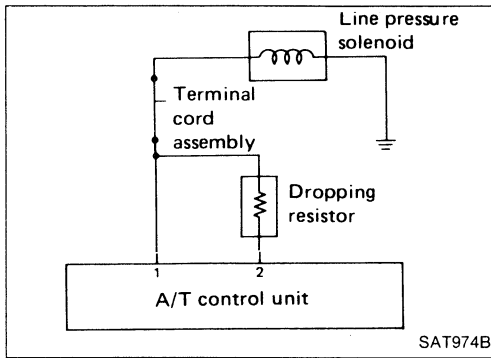 Line pressure
solenoid
Terminal
cord
assembly
Dropping
resistor
1 2
A/T control unit
SAT974B